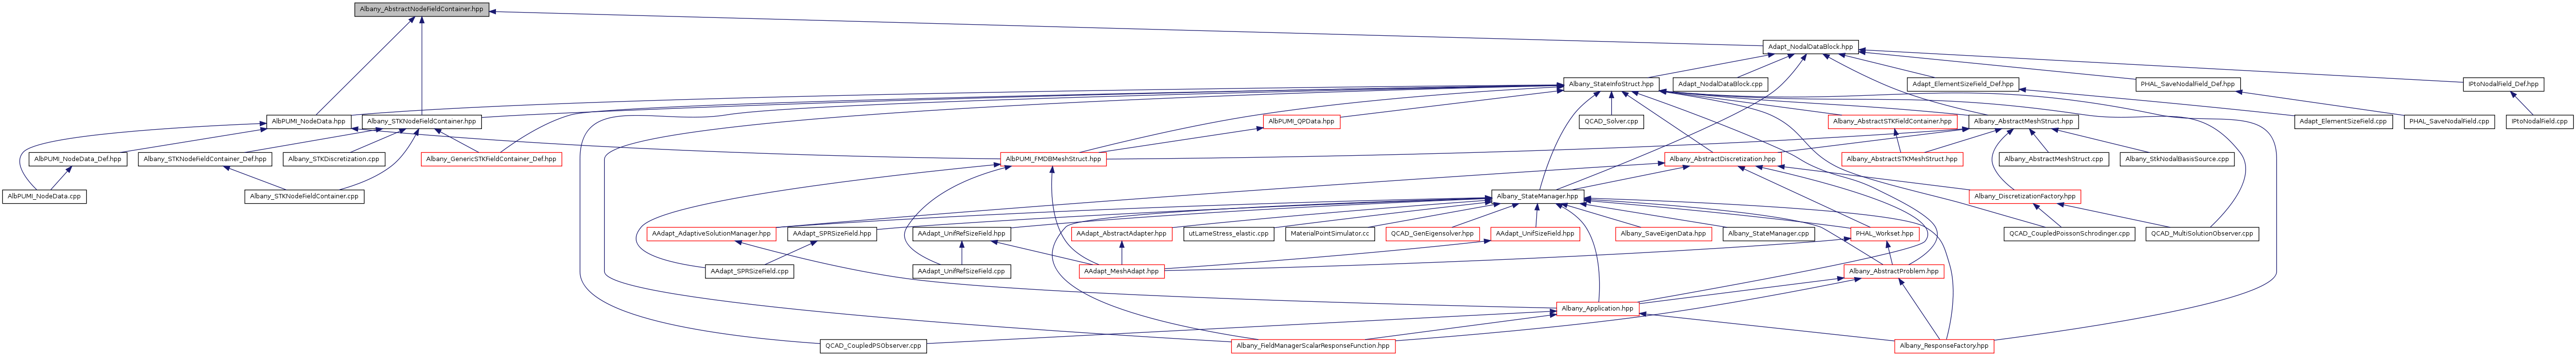 Albany_AbstractNodeFieldContainer.hpp
Adapt_NodalDataBlock.hpp
Albany_StateInfoStruct.hpp
Adapt_NodalDataBlock.cpp
Adapt_ElementSizeField_Def.hpp
PHAL_SaveNodalField_Def.hpp
IPtoNodalField_Def.hpp
AlbPUMI_NodeData.hpp
Albany_STKNodeFieldContainer.hpp
AlbPUMI_QPData.hpp
QCAD_Solver.cpp
Albany_AbstractSTKFieldContainer.hpp
Albany_AbstractMeshStruct.hpp
Adapt_ElementSizeField.cpp
PHAL_SaveNodalField.cpp
IPtoNodalField.cpp
AlbPUMI_NodeData_Def.hpp
Albany_STKNodeFieldContainer_Def.hpp
Albany_STKDiscretization.cpp
Albany_GenericSTKFieldContainer_Def.hpp
AlbPUMI_FMDBMeshStruct.hpp
Albany_AbstractDiscretization.hpp
Albany_AbstractSTKMeshStruct.hpp
Albany_AbstractMeshStruct.cpp
Albany_StkNodalBasisSource.cpp
AlbPUMI_NodeData.cpp
Albany_STKNodeFieldContainer.cpp
Albany_StateManager.hpp
Albany_DiscretizationFactory.hpp
AAdapt_AdaptiveSolutionManager.hpp
AAdapt_SPRSizeField.hpp
AAdapt_UnifRefSizeField.hpp
AAdapt_AbstractAdapter.hpp
utLameStress_elastic.cpp
MaterialPointSimulator.cc
QCAD_GenEigensolver.hpp
AAdapt_UnifSizeField.hpp
Albany_SaveEigenData.hpp
Albany_StateManager.cpp
PHAL_Workset.hpp
QCAD_CoupledPoissonSchrodinger.cpp
QCAD_MultiSolutionObserver.cpp
AAdapt_SPRSizeField.cpp
AAdapt_UnifRefSizeField.cpp
AAdapt_MeshAdapt.hpp
Albany_AbstractProblem.hpp
Albany_Application.hpp
QCAD_CoupledPSObserver.cpp
Albany_FieldManagerScalarResponseFunction.hpp
Albany_ResponseFactory.hpp